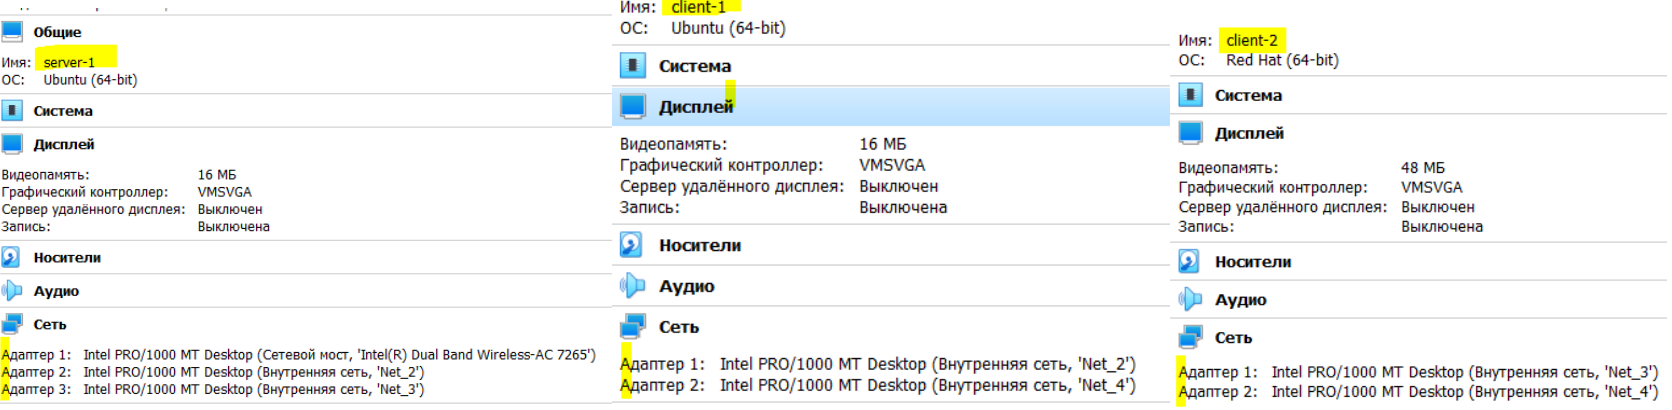 Общие
Имя: server-1
ОС: Ubuntu (64-bit)
Система
Дисплей
Видеопамять: 16 МБ
Графический контроллер: VMSVGA
Сервер удалённого дисплея: Выключен
Запись: Выключена
Носители
Аудио
Сеть
Адаптер 1: Intel PRO/1000 MT Desktop (Сетевой мост, 'Intel(R) Dual Band Wireless-AC 7265')
Адаптер 2: Intel PRO/1000 MT Desktop (Внутренняя сеть, 'Net_2')
Адаптер 3: Intel PRO/1000 MT Desktop (Внутренняя сеть, 'Net_3')
Имя: client-1
ОС: Ubuntu (64-bit)
Система
Дисплей
Видеопамять: 16 МБ
Графический контроллер: VMSVGA
Сервер удалённого дисплея: Выключен
Запись: Выключена
Носители
Аудио
Сеть
Адаптер 1: Intel PRO/1000 MT Desktop (Внутренняя сеть, 'Net_2')
Адаптер 2: Intel PRO/1000 MT Desktop (Внутренняя сеть, 'Net_4')
Имя: client-2
ОС: Red Hat (64-bit)
Система
Дисплей
Видеопамять: 48 МБ
Графический контроллер: VMSVGA
Сервер удалённого дисплея: Выключен
Запись: Выключена
Носители
Аудио
Сеть
Адаптер 1: Intel PRO/1000 MT Desktop (Внутренняя сеть, 'Net_3')
Адаптер 2: Intel PRO/1000 MT Desktop (Внутренняя сеть, 'Net_4')